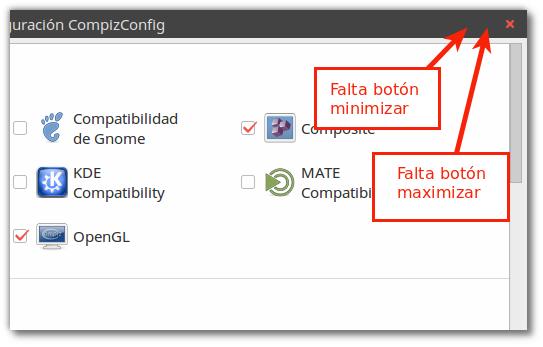 guración CompizConfig
Falta botón
minimizar
Compatibilidad
de Gnome
Composite
Falta botón
maximizar
KDE
Compatibility
MATE
Compatibi
OpenGL